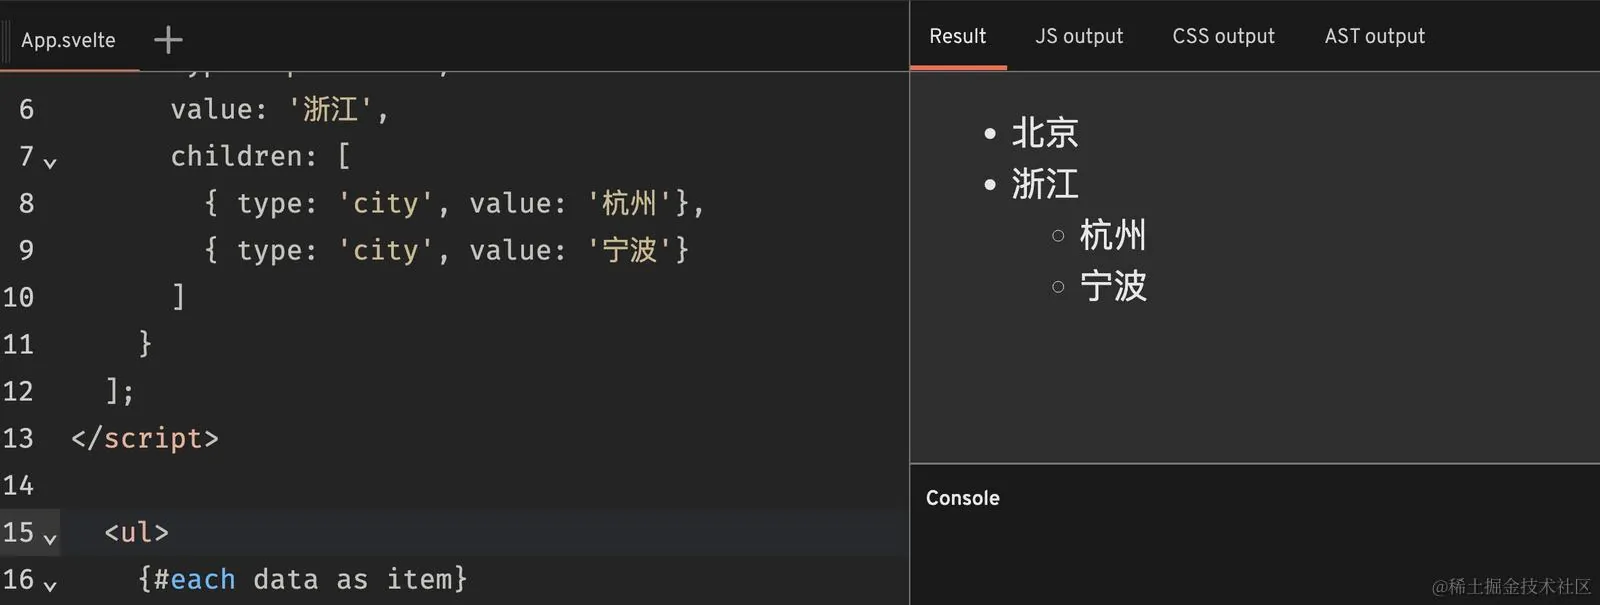 App.svelte
6 value: '浙江',
7 children: [
8 { type: 'city', value: '杭州'},
9 { type: 'city', value: '宁波'}
10 ]
11 }
12 ];
13 </script>
14
15 <ul>
16 {#each data as item}
Result JS output CSS output AST output
北京
浙江
杭州
宁波
Console
@稀土掘金技术社区